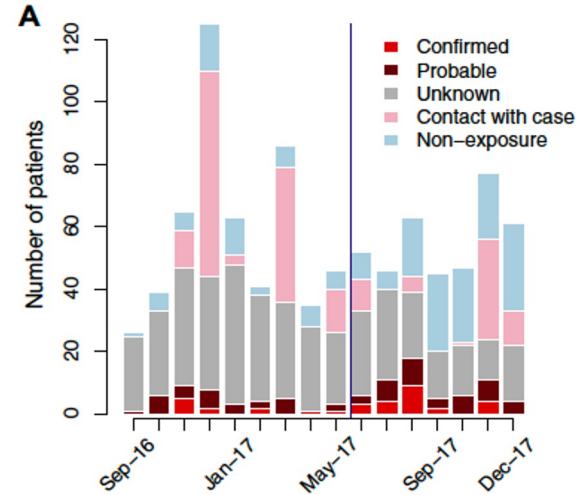 A
Number of patients
120
100
80
60
40
20
0
Confirmed
Probable
Unknown
Contact with case
Non−exposure
Sep−16
Jan−17
May−17
Sep−17
Dec−17